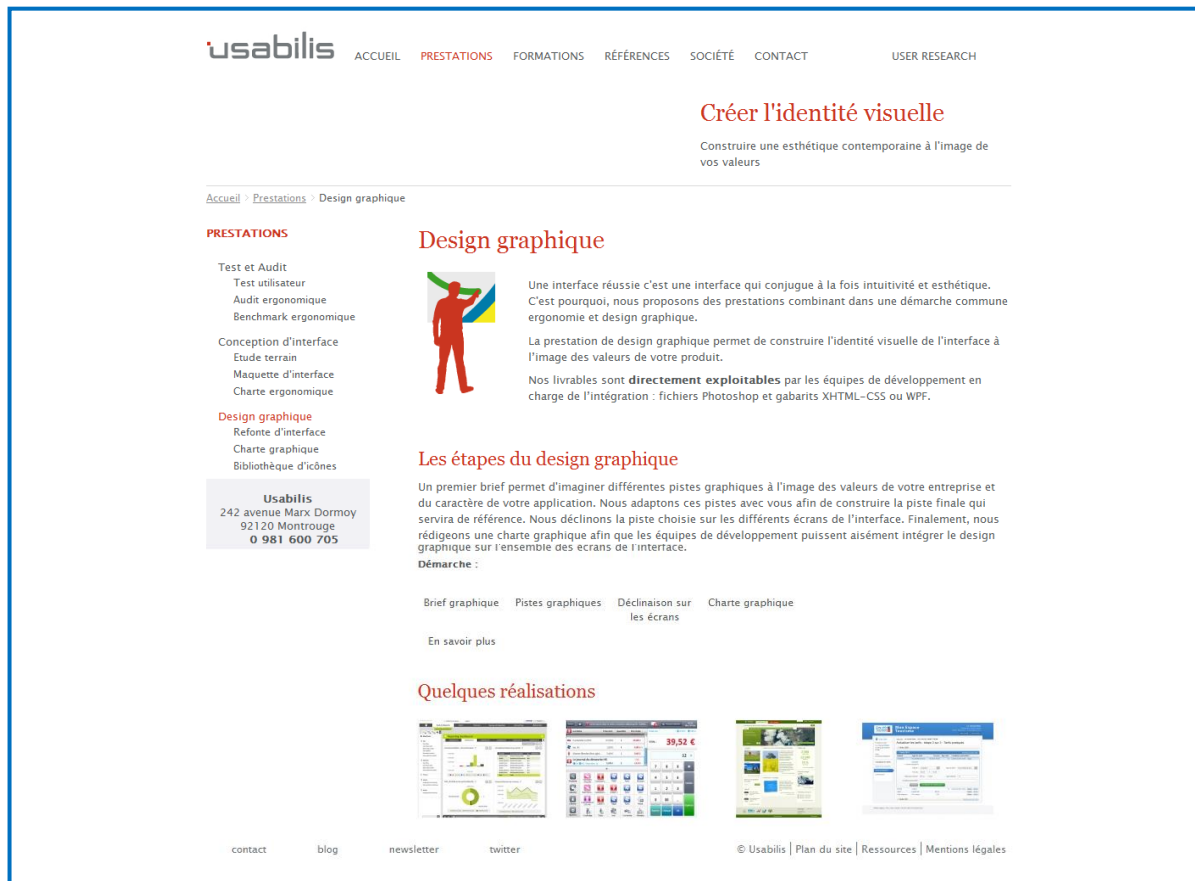 usabilis
ACCUEIL PRESTATIONS FORMATIONS RÉFÉRENCES SOCIÉTÉ CONTACT USER RESEARCH
Créer l'identité visuelle
Construire une esthétique contemporaine à l'image de
vos valeurs
Accueil > Prestations > Design graphique
PRESTATIONS
Test et Audit
Test utilisateur
Audit ergonomique
Benchmark ergonomique
Conception d'interface
Etude terrain
Maquette d'interface
Charte ergonomique
Design graphique
Refonte d'interface
Charte graphique
Bibliothèque d'icônes
Usabilis
242 avenue Marx Dormoy
92120 Montrouge
0 981 600 705
Design graphique
Une interface réussie c'est une interface qui conjugue à la fois intuitivité et esthétique.
C'est pourquoi, nous proposons des prestations combinant dans une démarche commune
ergonomie et design graphique.
La prestation de design graphique permet de construire l'identité visuelle de l'interface à
l'image des valeurs de votre produit.
Nos livrables sont directement exploitables par les équipes de développement en
charge de l'intégration : fichiers Photoshop et gabarits XHTML-CSS ou WPF.
Les étapes du design graphique
Un premier brief permet d'imaginer différentes pistes graphiques à l'image des valeurs de votre entreprise et
du caractère de votre application. Nous adaptons ces pistes avec vous afin de construire la piste finale qui
servira de référence. Nous déclinons la piste choisie sur les différents écrans de l'interface. Finalement, nous
rédigeons une charte graphique afin que les équipes de développement puissent aisément intégrer le design
graphique sur l'ensemble des écrans de l'interface.
Démarche :
Brief graphique Pistes graphiques Déclinaison sur Charte graphique
les écrans
En savoir plus
Quelques réalisations
39,52 €
contact blog newsletter twitter © Usabilis | Plan du site | Ressources | Mentions légales